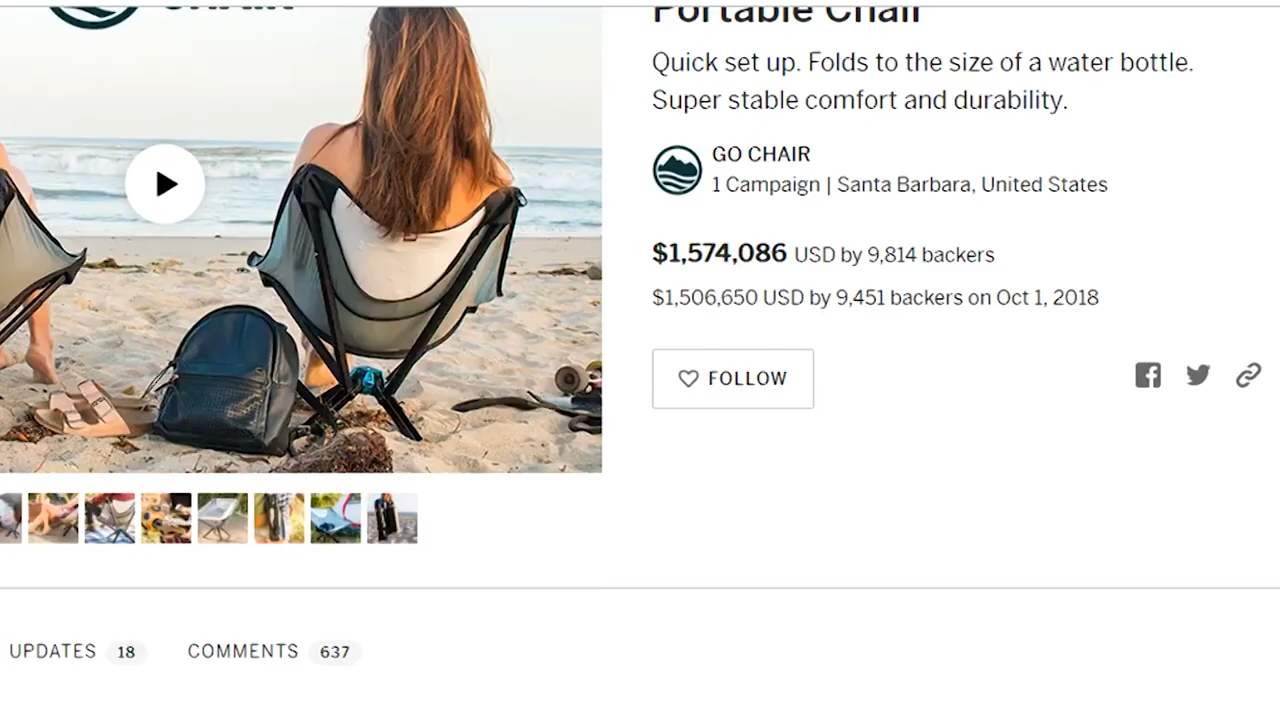 Portable Chair
Quick set up. Folds to the size of a water bottle.
Super stable comfort and durability.
GO CHAIR
1 Campaign | Santa Barbara, United States
$1,574,086 USD by 9,814 backers
$1,506,650 USD by 9,451 backers on Oct 1, 2018
FOLLOW
UPDATES 18 COMMENTS 637